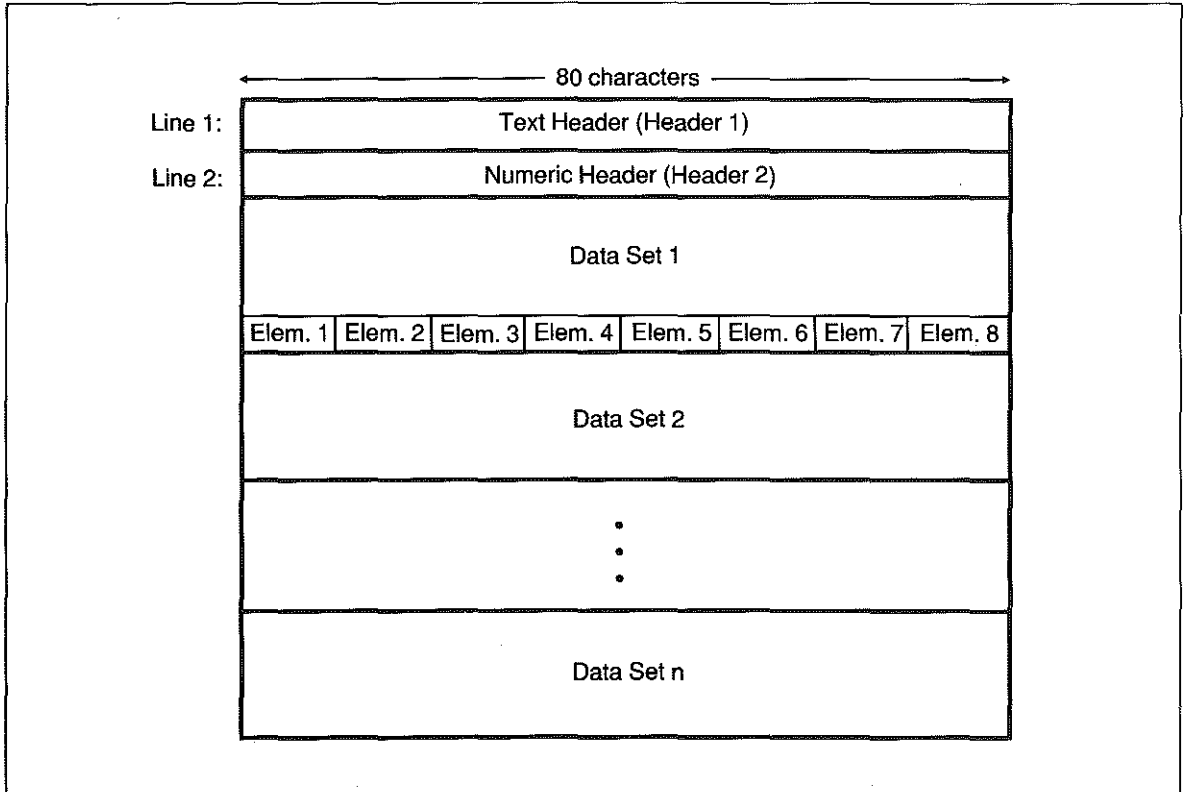 80 characters
Line 1: Text Header (Header 1)
Line 2: Numeric Header (Header 2)
Data Set 1
Elem. 1 Elem. 2 Elem. 3 Elem. 4 Elem. 5 Elem. 6 Elem. 7 Elem. 8
Data Set 2
Data Set n